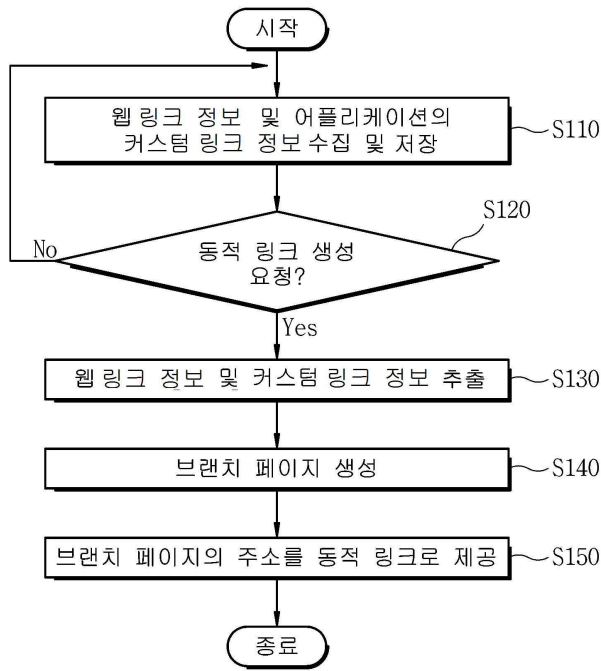 시작
웹 링크 정보 및 어플리케이션의
커스텀 링크 정보 수집 및 저장
S110
S120
동적 링크 생성
요청?
No
Yes
웹 링크 정보 및 커스텀 링크 정보 추출
S130
브랜치 페이지 생성
S140
브랜치 페이지의 주소를 동적 링크로 제공
S150
종료